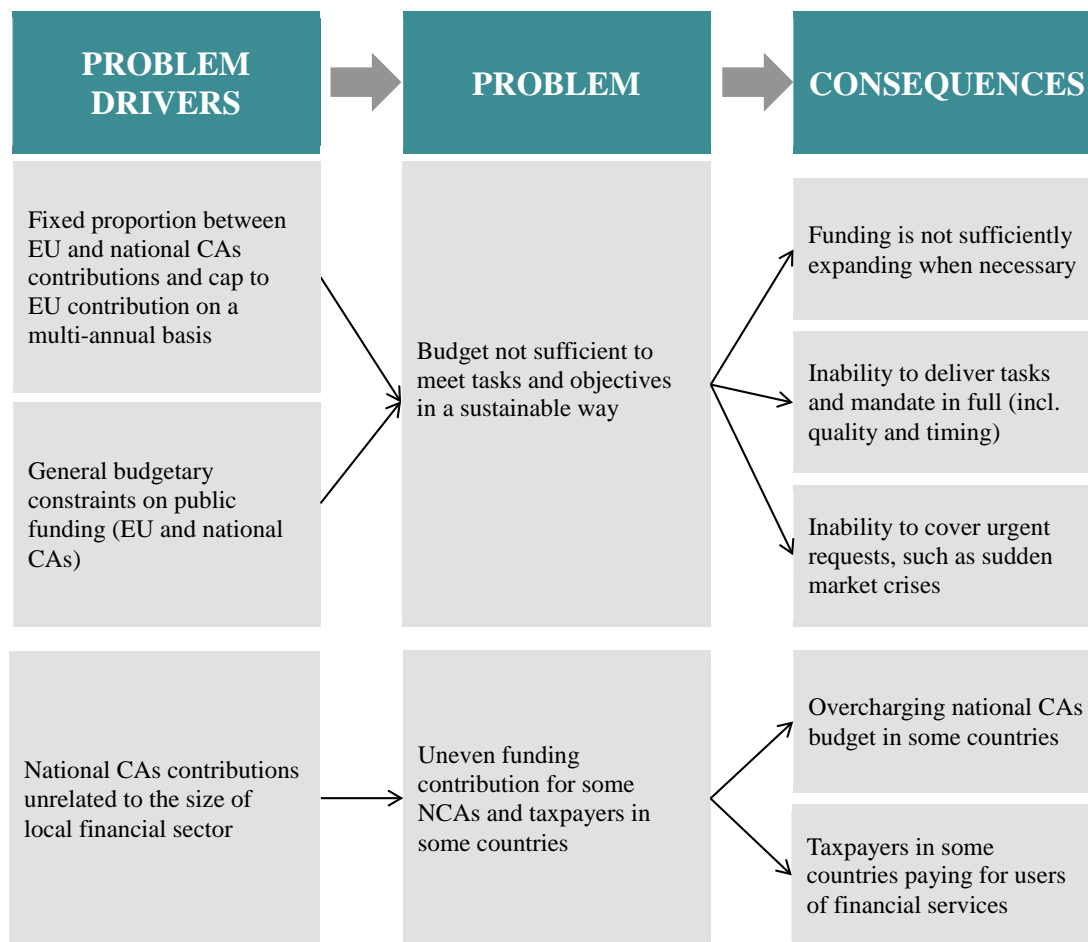 PROBLEM
DRIVERS
PROBLEM
CONSEQUENCES
Fixed proportion between
EU and national CAs
contributions and cap to
EU contribution on a
multi-annual basis
General budgetary
constraints on public
funding (EU and national
CAs)
Budget not sufficient to
meet tasks and objectives
in a sustainable way
Funding is not sufficiently
expanding when necessary
Inability to deliver tasks
and mandate in full (incl.
quality and timing)
Inability to cover urgent
requests, such as sudden
market crises
National CAs contributions
unrelated to the size of
local financial sector
Uneven funding
contribution for some
NCAs and taxpayers in
some countries
Overcharging national CAs
budget in some countries
Taxpayers in some
countries paying for users
of financial services